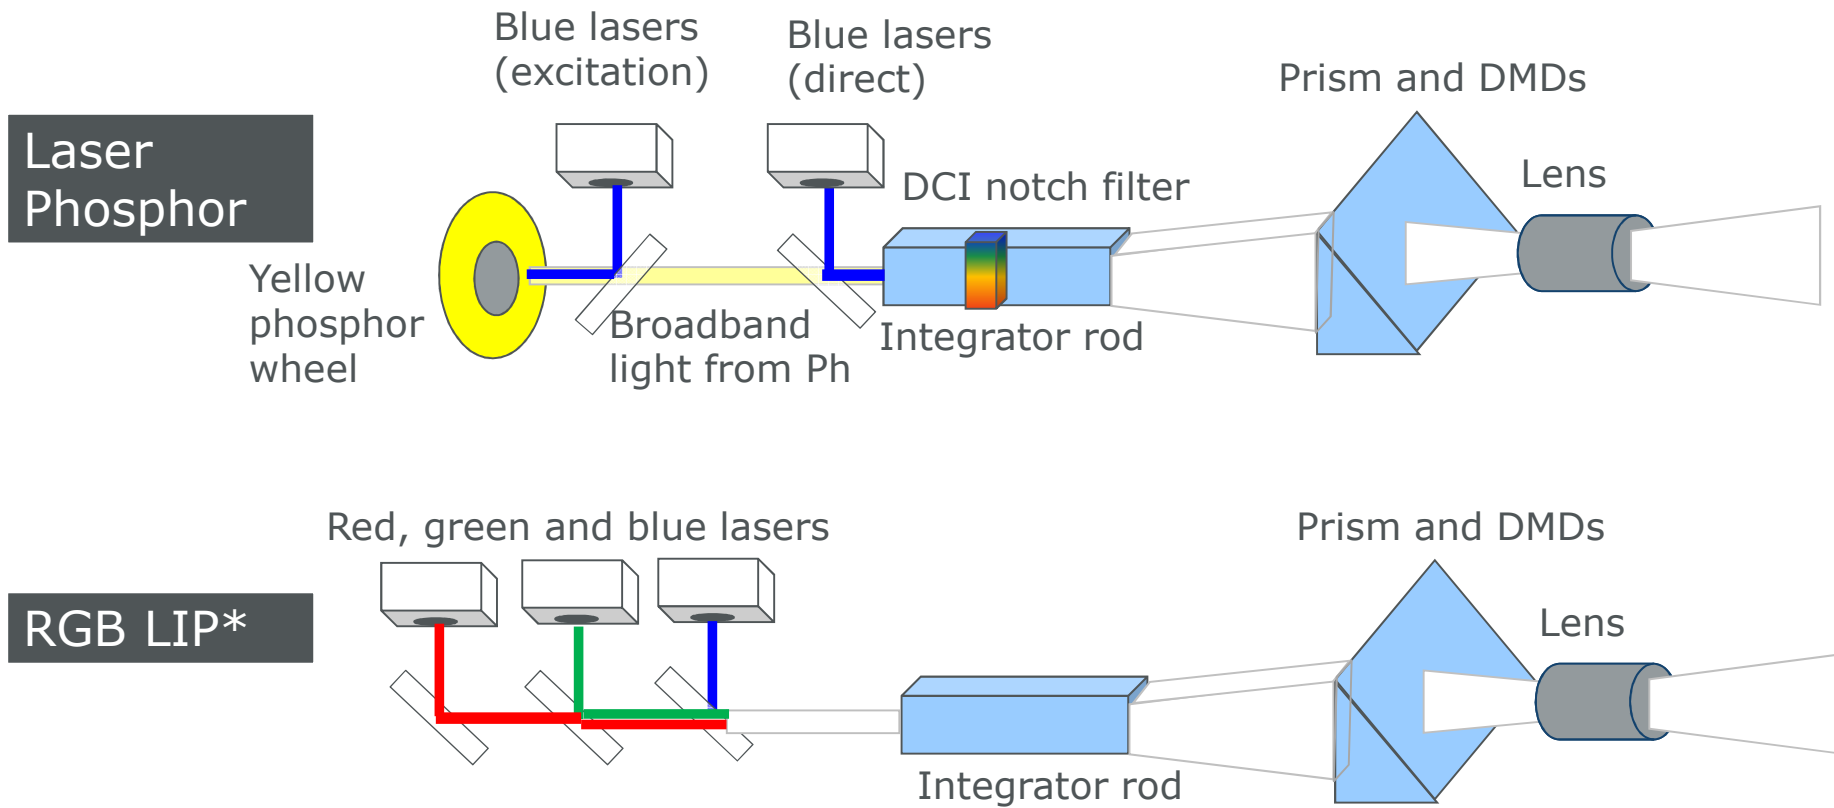 Blue lasers
(excitation)
Blue lasers
(direct)
Prism and DMDs
Laser
Phosphor
DCI notch filter
Lens
Yellow
phosphor
wheel
Broadband
light from Ph
Integrator rod
Red, green and blue lasers
Prism and DMDs
RGB LIP*
Lens
Integrator rod